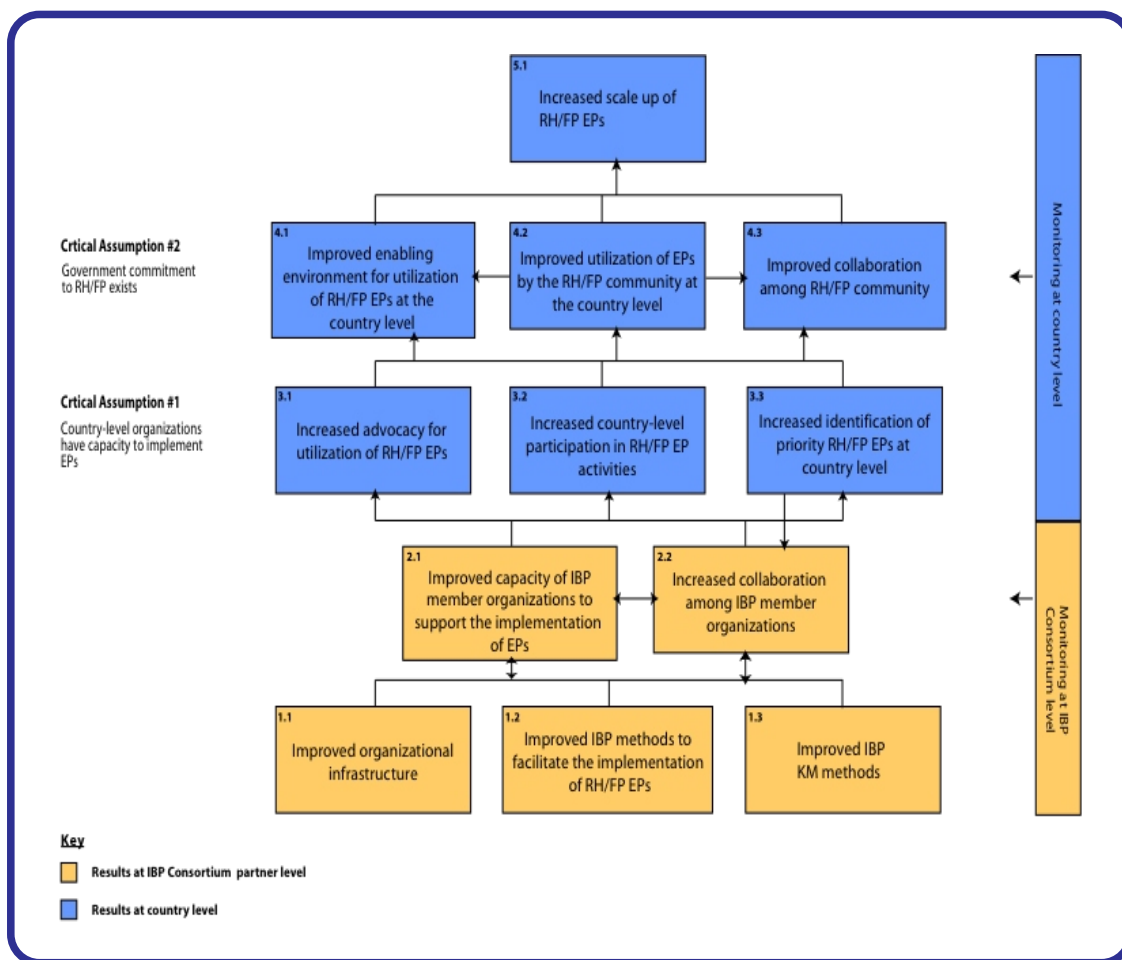 5.1
Increased scale up of
RH/FP EPs
Crtical Assumption #2
Government commitment
to RH/FP exists
4.1
Improved enabling
environment for utilization
of RH/FP EPs at the
country level
4.2
Improved utilization of EPs
by the RH/FP community at
the country level
4.3
Improved collaboration
among RH/FP community
Monitoring at country level
Crtical Assumption #1
Country-level organizations
have capacity to implement
EPs
3.1
Increased advocacy for
utilization of RH/FP EPs
3.2
Increased country-level
participation in RH/FP EP
activities
3.3
Increased identification of
priority RH/FP EPs at
country level
2.1
Improved capacity of IBP
member organizations to
support the implementation
of EPs
2.2
Increased collaboration
among IBP member
organizations
Monitoring at IBP
Consortium level
1.1
Improved organizational
infrastructure
1.2
Improved IBP methods to
facilitate the implementation
of RH/FP EPs
1.3
Improved IBP
KM methods
Key
Results at IBP Consortium partner level
Results at country level